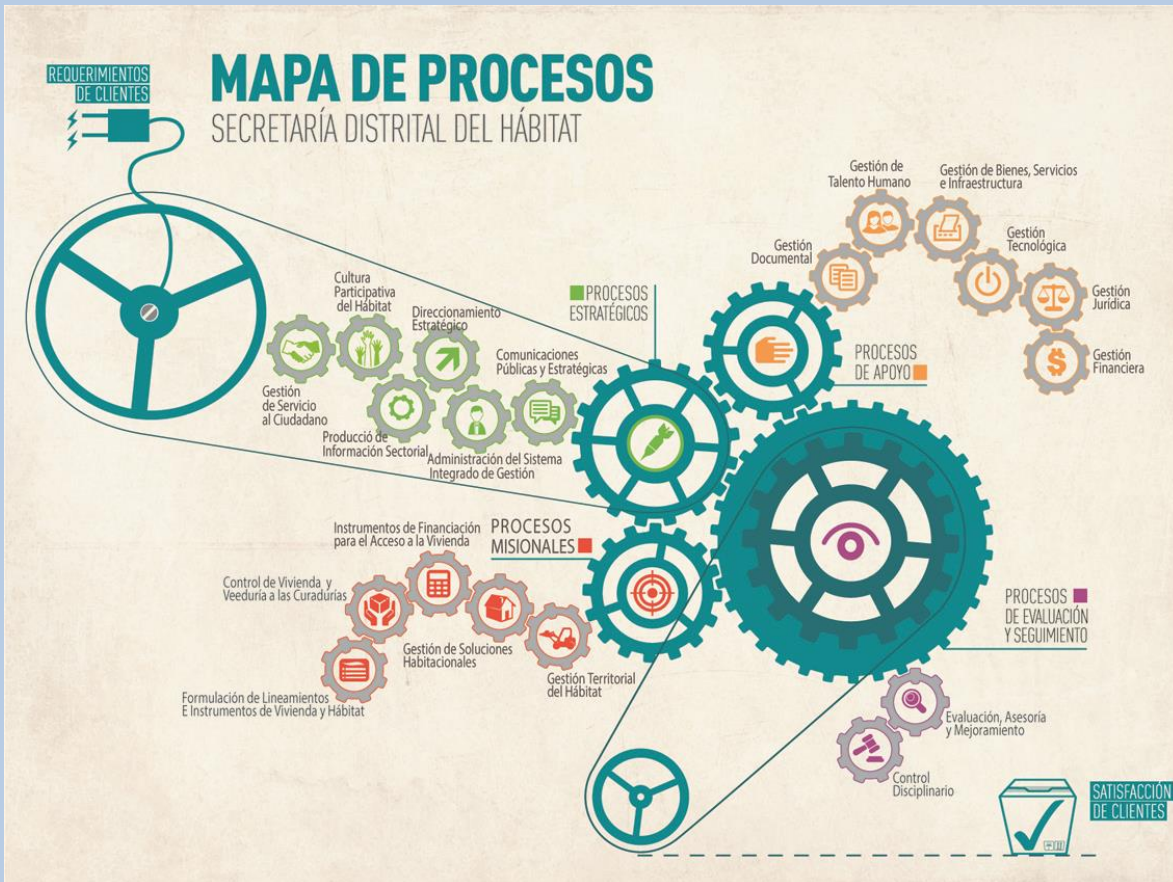 REQUERIMIENTOS
DE CLIENTES
MAPA DE PROCESOS
SECRETARÍA DISTRITAL DEL HÁBITAT
Gestión de
Talento Humano
Gestión de Bienes, Servicios
e Infraestructura
Gestión
Documental
Gestión
Tecnológica
Gestión
Jurídica
Gestión
Financiera
PROCESOS
DE APOYO
PROCESOS
ESTRATÉGICOS
Cultura
Participativa
del Hábitat
Direccionamiento
Estratégico
Comunicaciones
Públicas y Estratégicas
Gestión
de Servicio
al Ciudadano
Producció de
Información Sectorial
Administración del Sistema
Integrado de Gestión
PROCESOS
MISIONALES
Instrumentos de Financiación
para el Acceso a la Vivienda
Control de Vivienda y
Veeduría a las Curadurías
Gestión de Soluciones
Habitacionales
Gestión Territorial
del Hábitat
Formulación de Lineamientos
E Instrumentos de Vivienda y Hábitat
PROCESOS
DE EVALUACIÓN
Y SEGUIMIENTO
Evaluación, Asesoría
y Mejoramiento
Control
Disciplinario
SATISFACCIÓN
DE CLIENTES